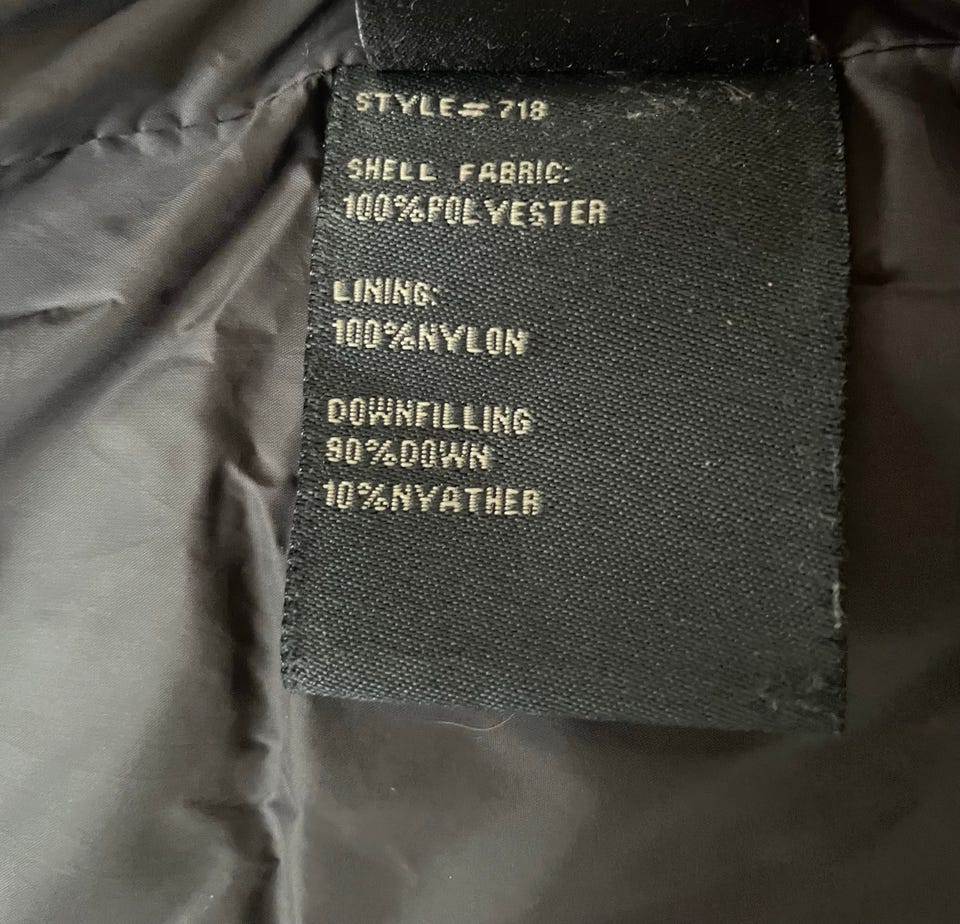 STYLE# 718
SHELL FABRIC:
100%POLYESTER
LINING:
100%NYLON
DOWNFILLING
90%DOWN
10%NYATHER